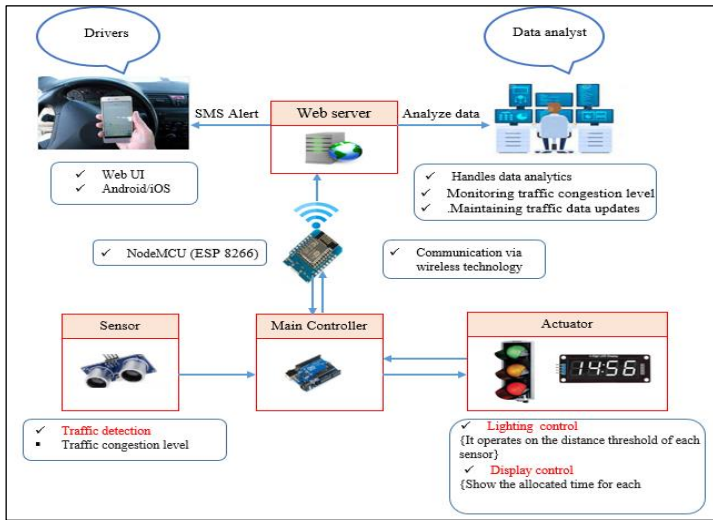 Drivers
Data analyst
SMS Alert
Web server
Analyze data
✓ Web UI
✓ Android/iOS
✓ Handles data analytics
✓ Monitoring traffic congestion level
✓ .Maintaining traffic data updates
✓ NodeMCU (ESP 8266)
✓ Communication via
wireless technology
Sensor
Main Controller
Actuator
14:56
✓ Traffic detection
▪ Traffic congestion level
✓ Lighting control
{It operates on the distance threshold of each
sensor}
✓ Display control
{Show the allocated time for each